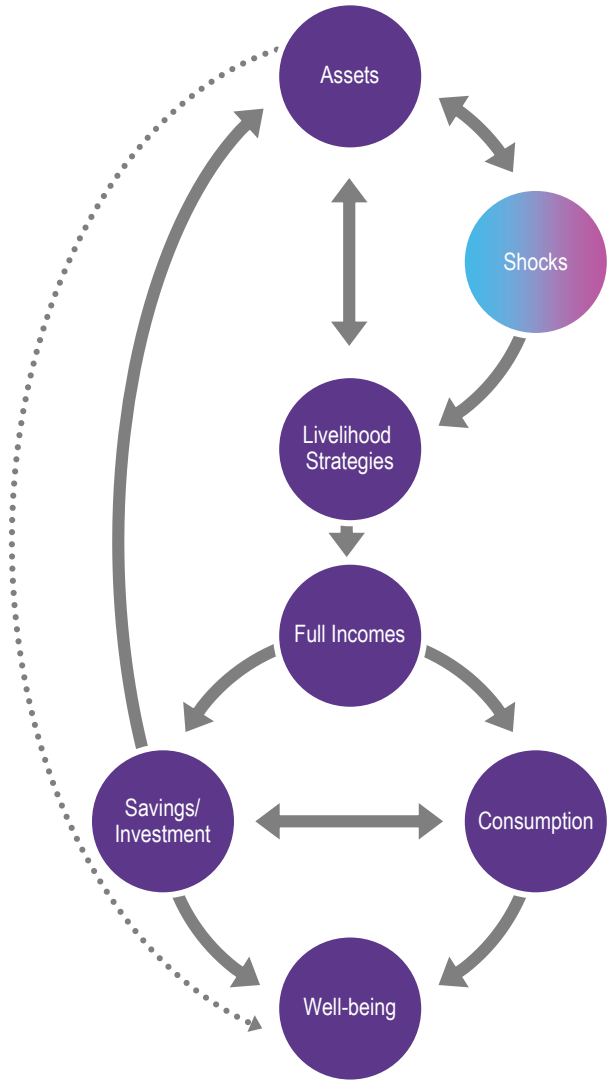 Assets
Shocks
Livelihood
Strategies
Full Incomes
Savings/
Investment
Consumption
Well-being